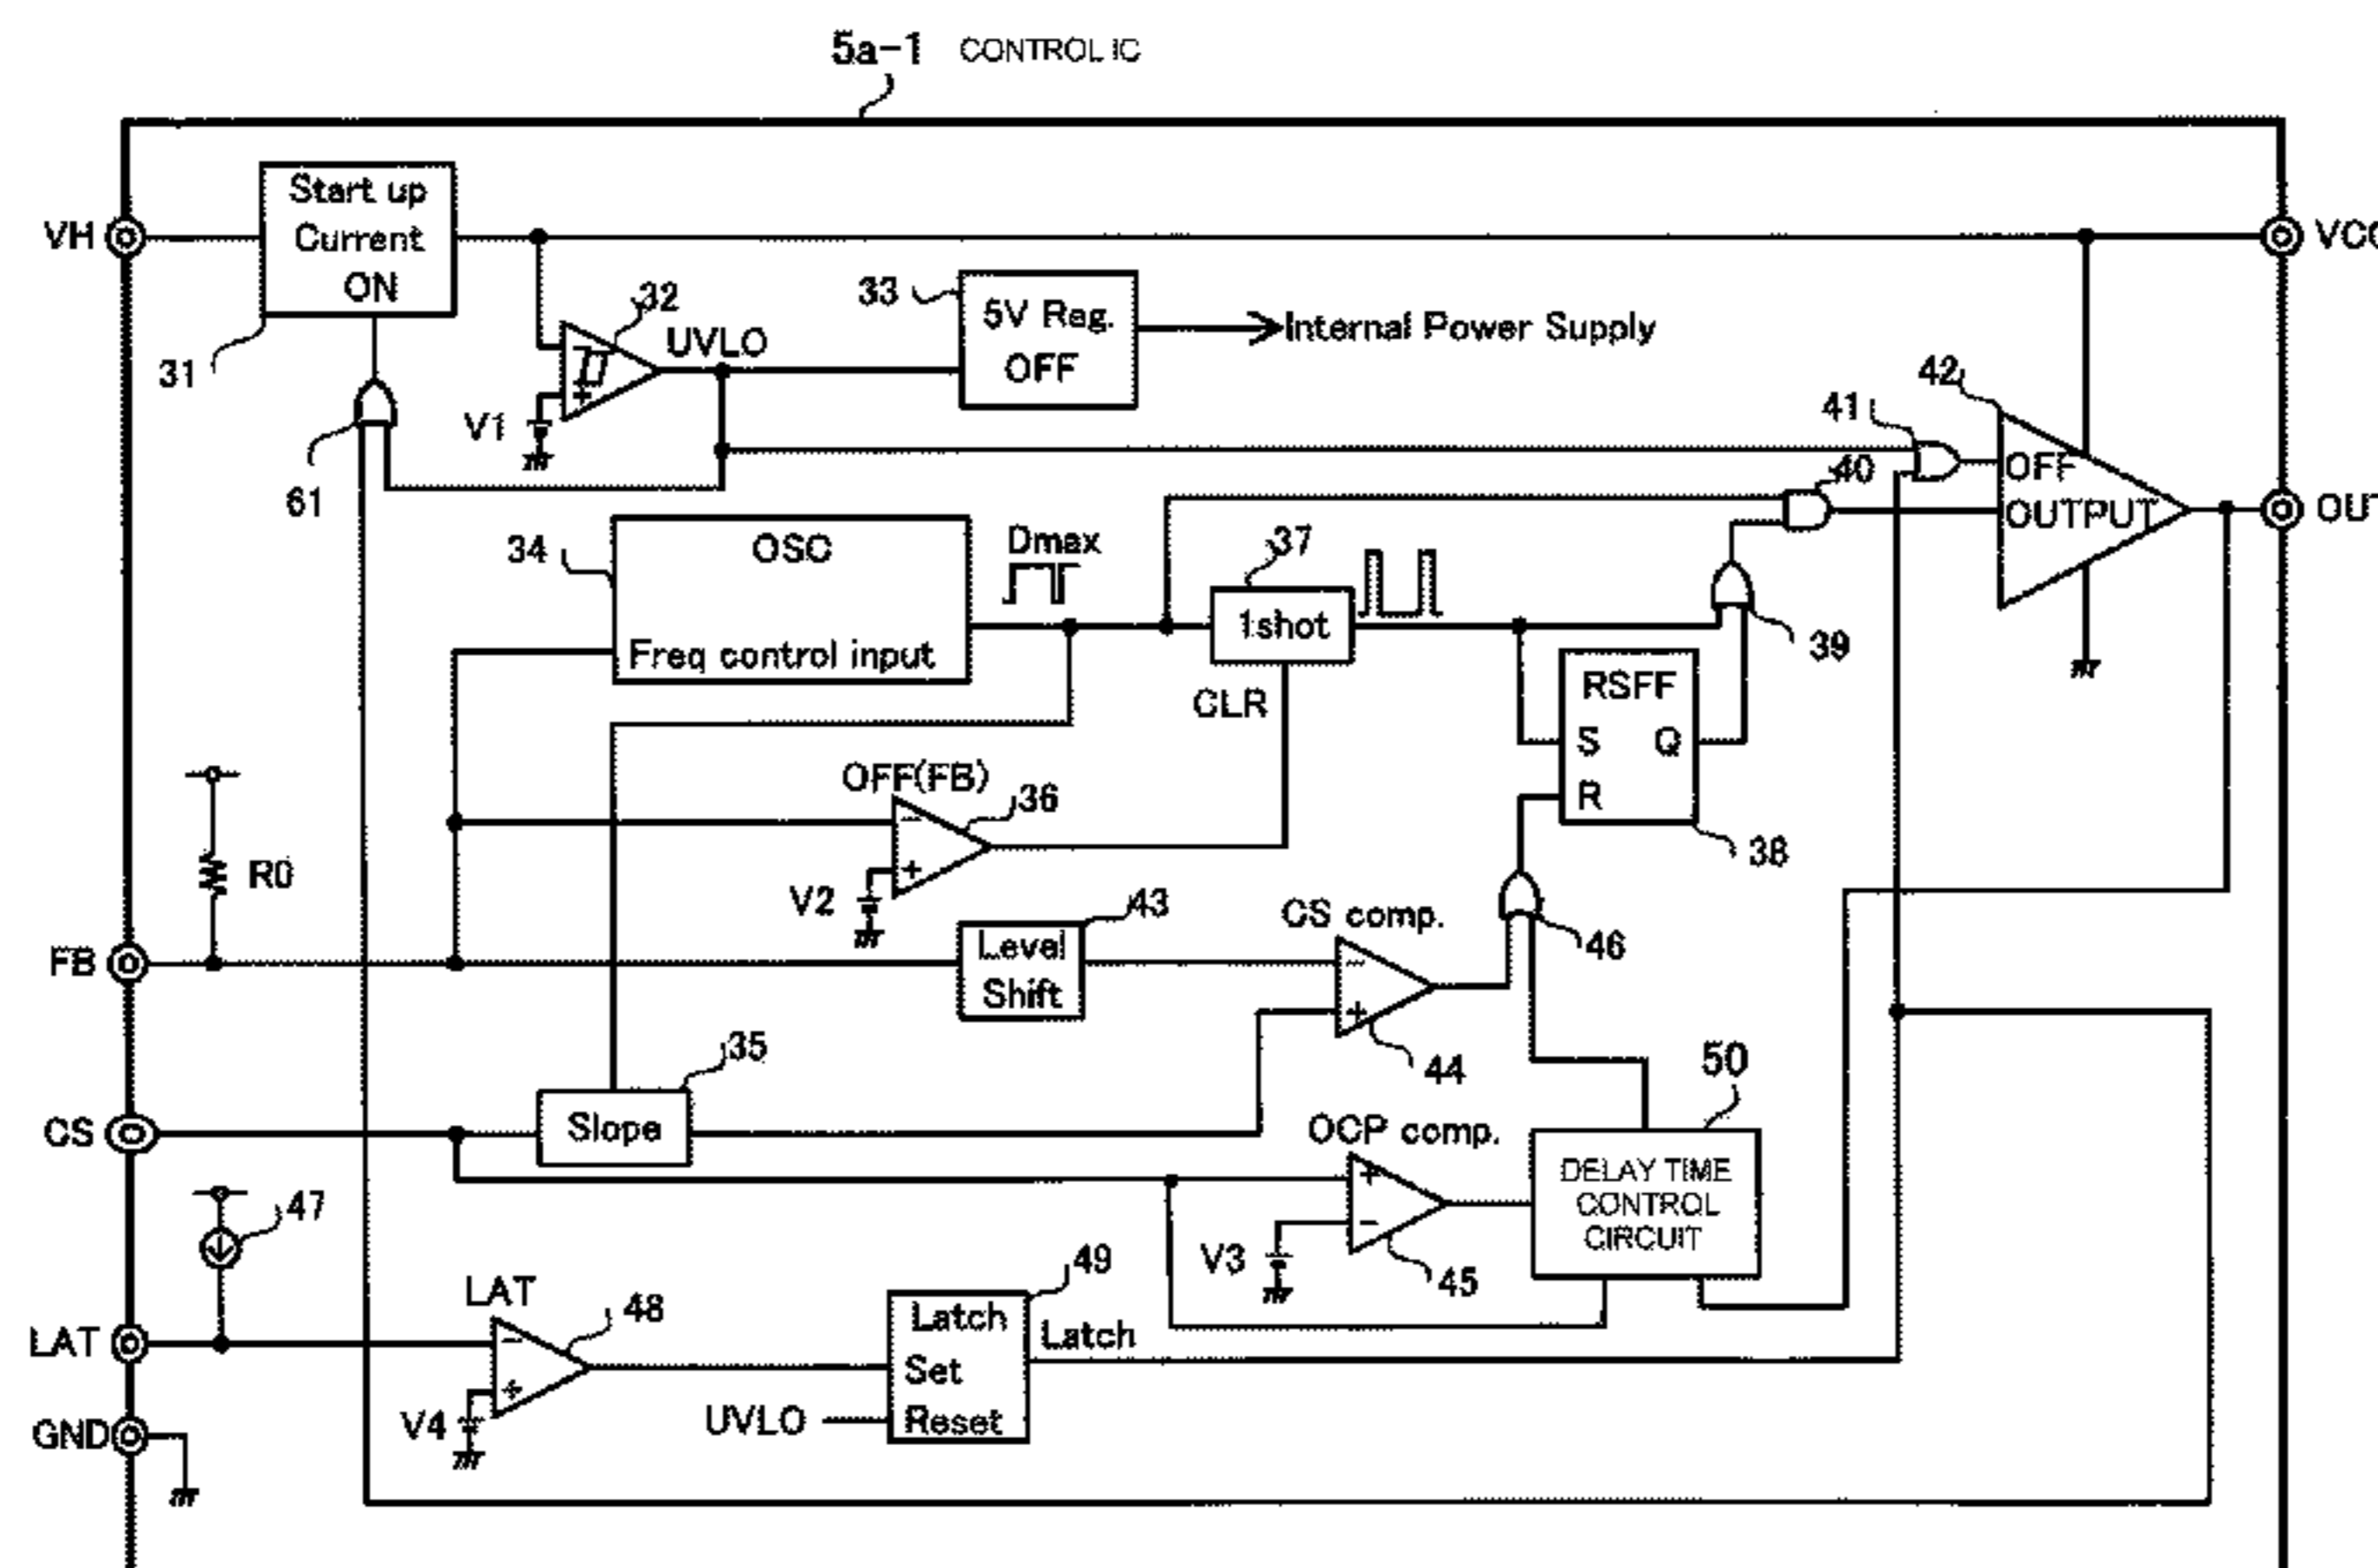 5a-1 CONTROL IC
Start up
Current
ON
VH
VCC
31
32
UVLO
33
5V Reg.
OFF
Internal Power Supply
V1
61
42
41
OFF
40
OUTPUT
OUT
34
OSC
Freq control input
Dmax
37
1shot
CLR
39
RSFF
S Q
R
38
OFF(FB)
36
V2
R0
43
Level
Shift
FB
CS comp.
46
44
35
Slope
CS
50
OCP comp.
DELAY TIME
CONTROL
CIRCUIT
V3
45
47
LAT
48
49
Latch
Set
Reset
Latch
LAT
V4
UVLO
GND